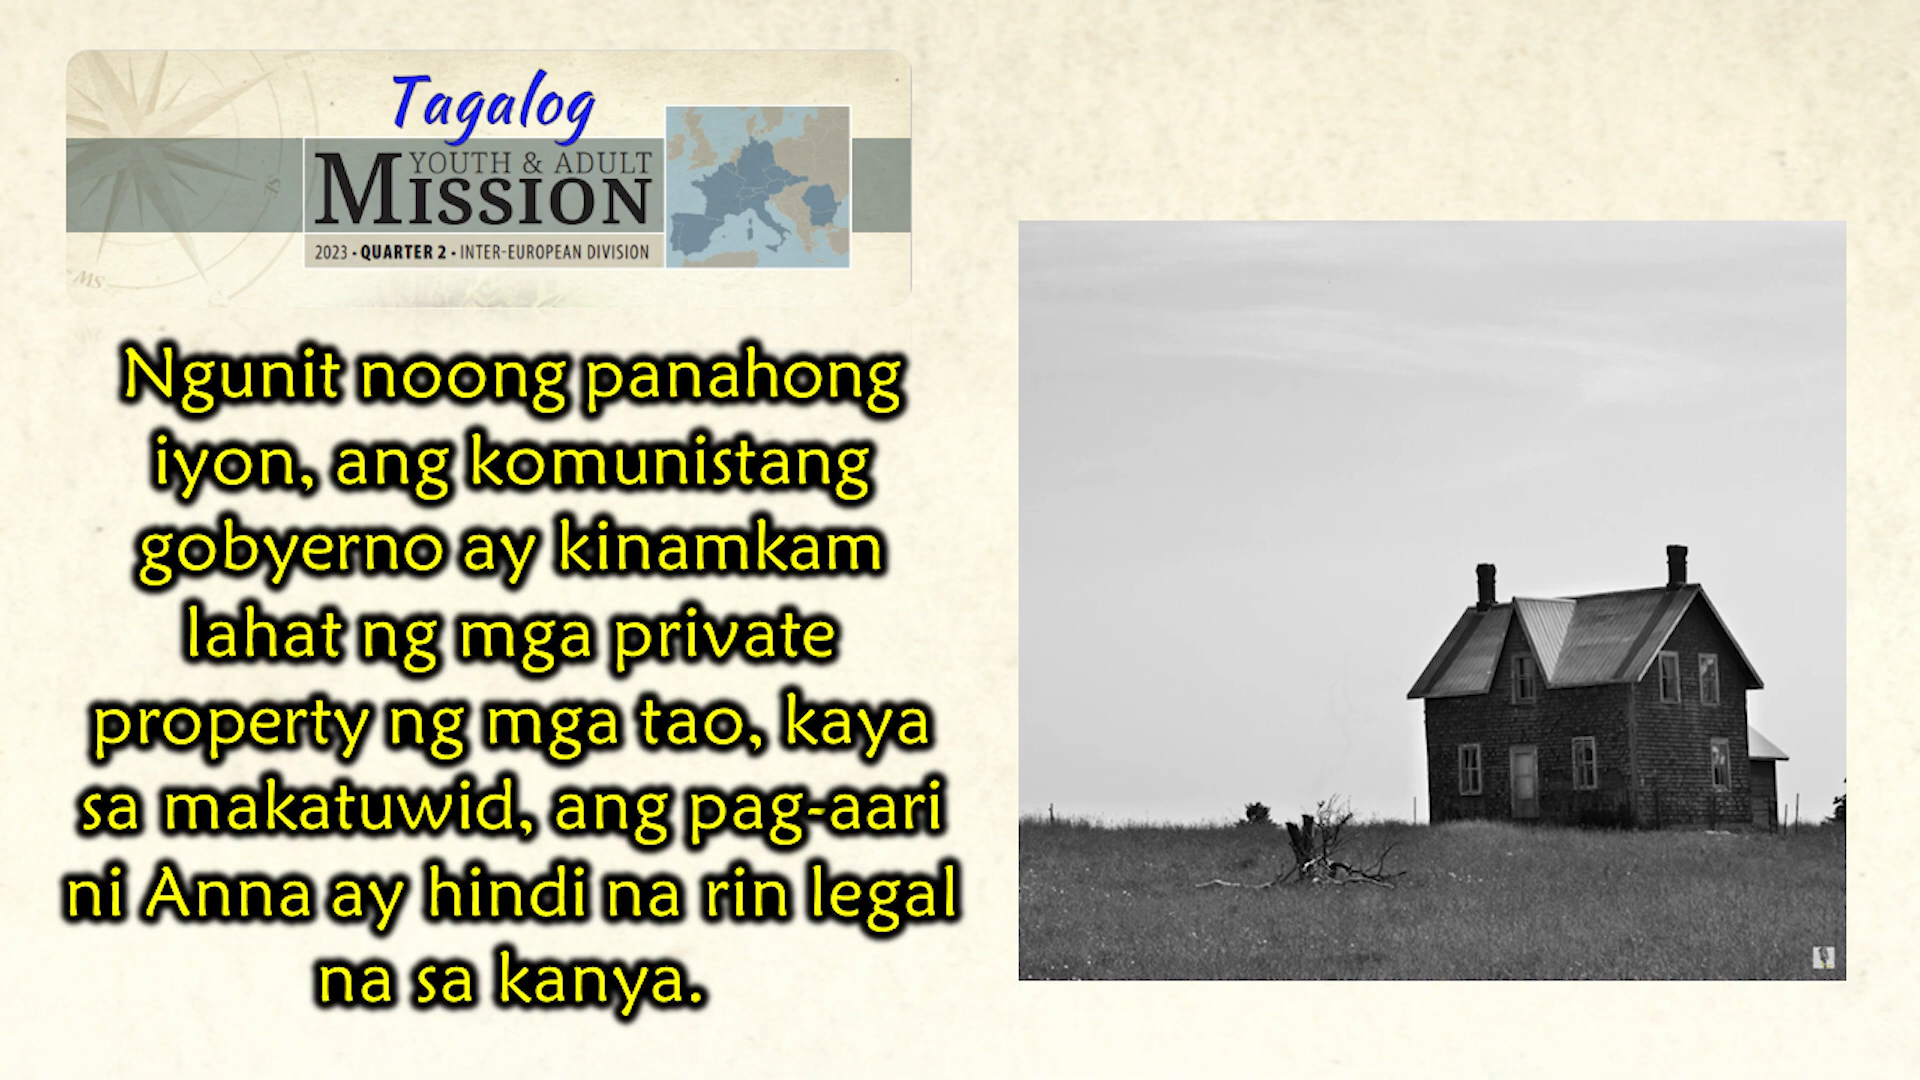 Tagalog
YOUTH & ADULT
MISSION
2023 • QUARTER 2 • INTER-EUROPEAN DIVISION
MS
Ngunit noong panahong
iyon, ang komunistang
gobyerno ay kinamkam
lahat ng mga private
property ng mga tao, kaya
sa makatuwid, ang pag-aari
ni Anna ay hindi na rin legal
na sa kanya.